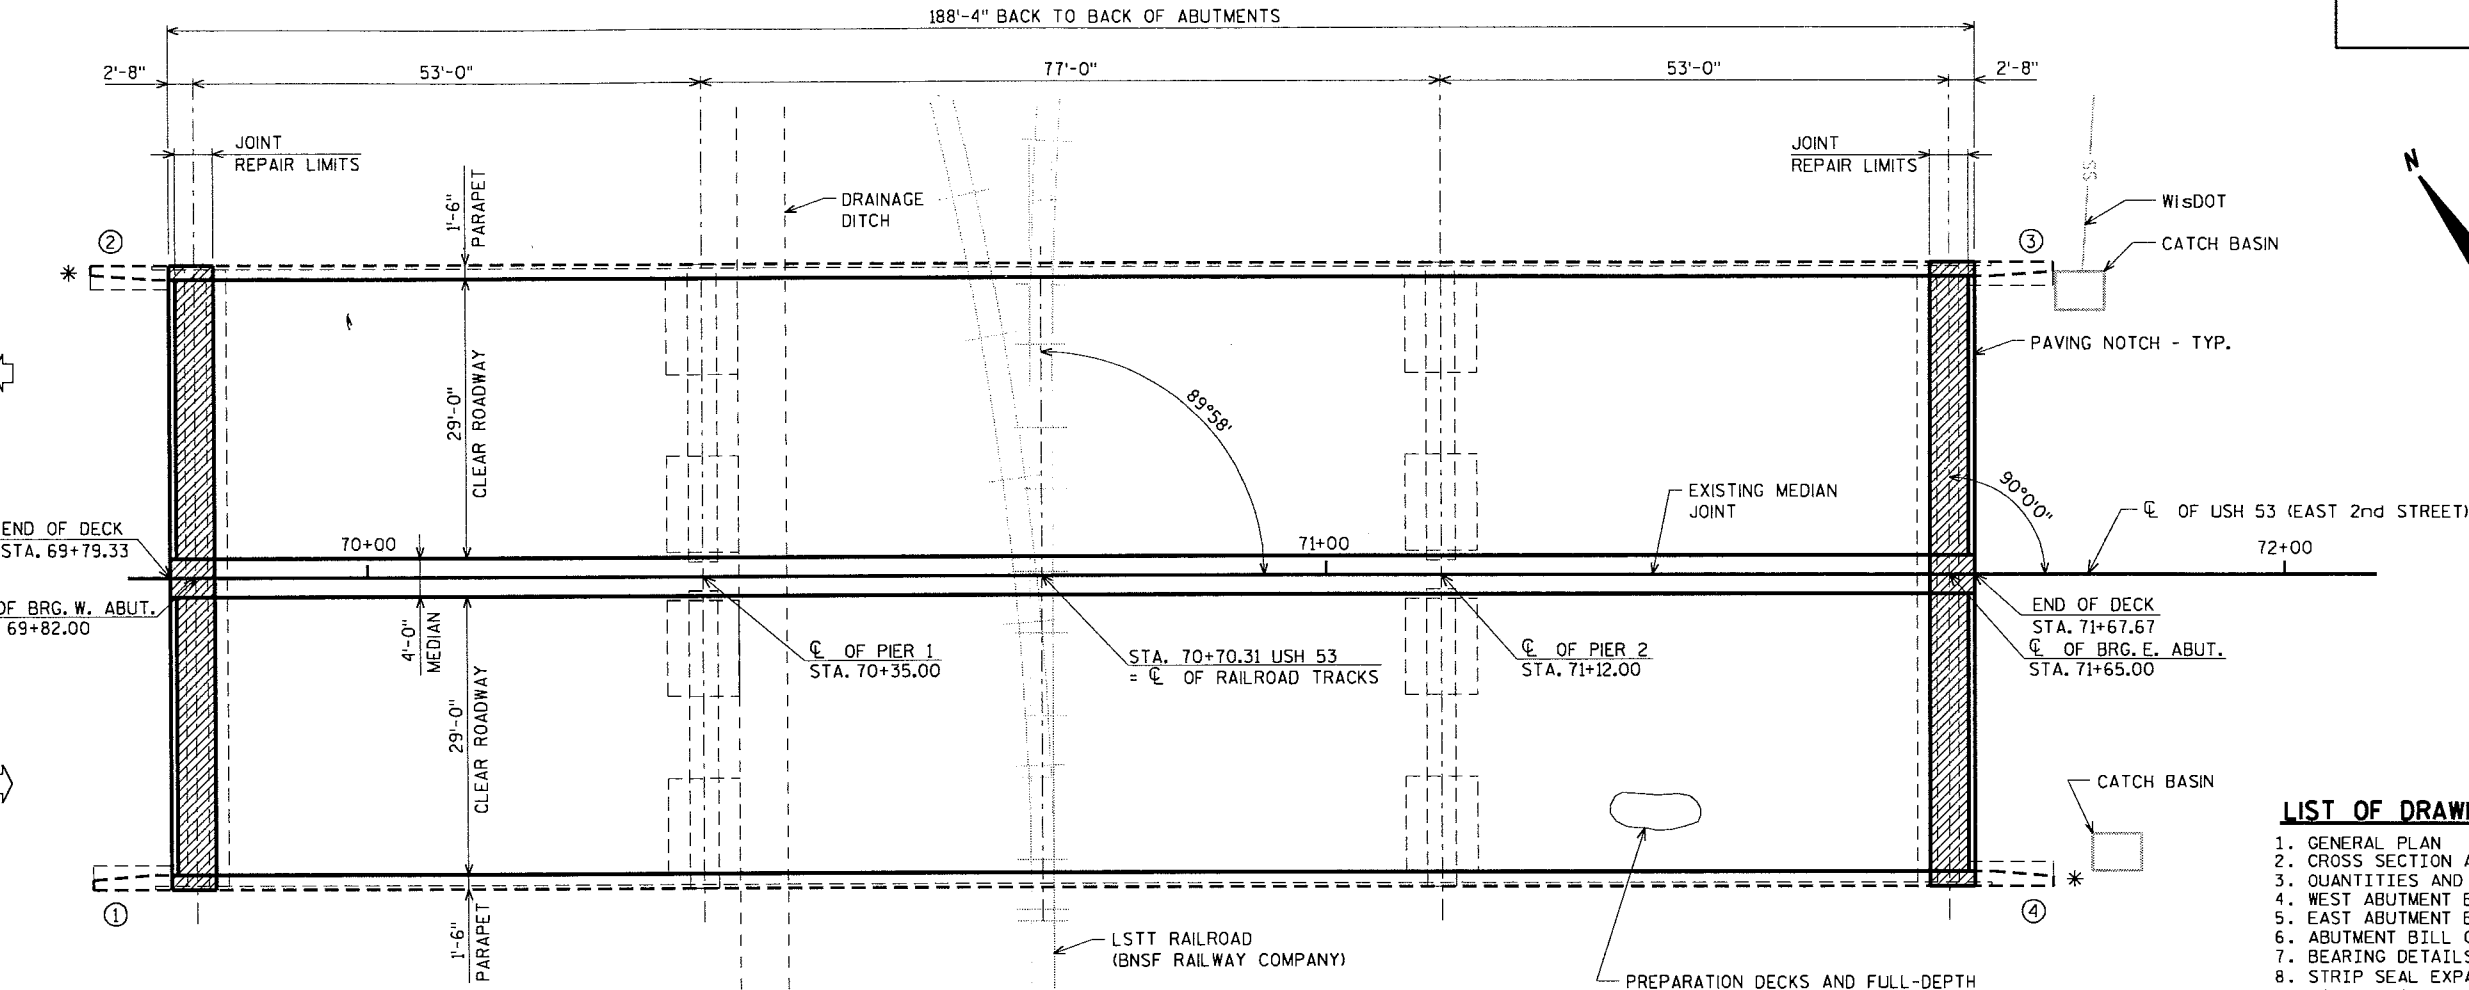 188'-4" BACK TO BACK OF ABUTMENTS
2'-8"
53'-0"
77'-0"
53'-0"
2'-8"
JOINT
REPAIR LIMITS
1'-6"
PARAPET
DRAINAGE
DITCH
JOINT
REPAIR LIMITS
SS
WisDOT
CATCH BASIN
N
2
*
3
PAVING NOTCH - TYP.
29'-0"
CLEAR ROADWAY
89°58'
90°0'0"
EXISTING MEDIAN
JOINT
℄ OF USH 53 (EAST 2nd STREET)
END OF DECK
STA. 69+79.33
70+00
71+00
72+00
OF BRG. W. ABUT.
69+82.00
4'-0"
MEDIAN
℄ OF PIER 1
STA. 70+35.00
STA. 70+70.31 USH 53
= ℄ OF RAILROAD TRACKS
℄ OF PIER 2
STA. 71+12.00
END OF DECK
STA. 71+67.67
℄ OF BRG. E. ABUT.
STA. 71+65.00
29'-0"
CLEAR ROADWAY
CATCH BASIN
1
1'-6"
PARAPET
LSTT RAILROAD
(BNSF RAILWAY COMPANY)
PREPARATION DECKS AND FULL-DEPTH
4
*
LIST OF DRAWI
1. GENERAL PLAN
2. CROSS SECTION A
3. QUANTITIES AND
4. WEST ABUTMENT
5. EAST ABUTMENT
6. ABUTMENT BILL
7. BEARING DETAILS
8. STRIP SEAL EXPA